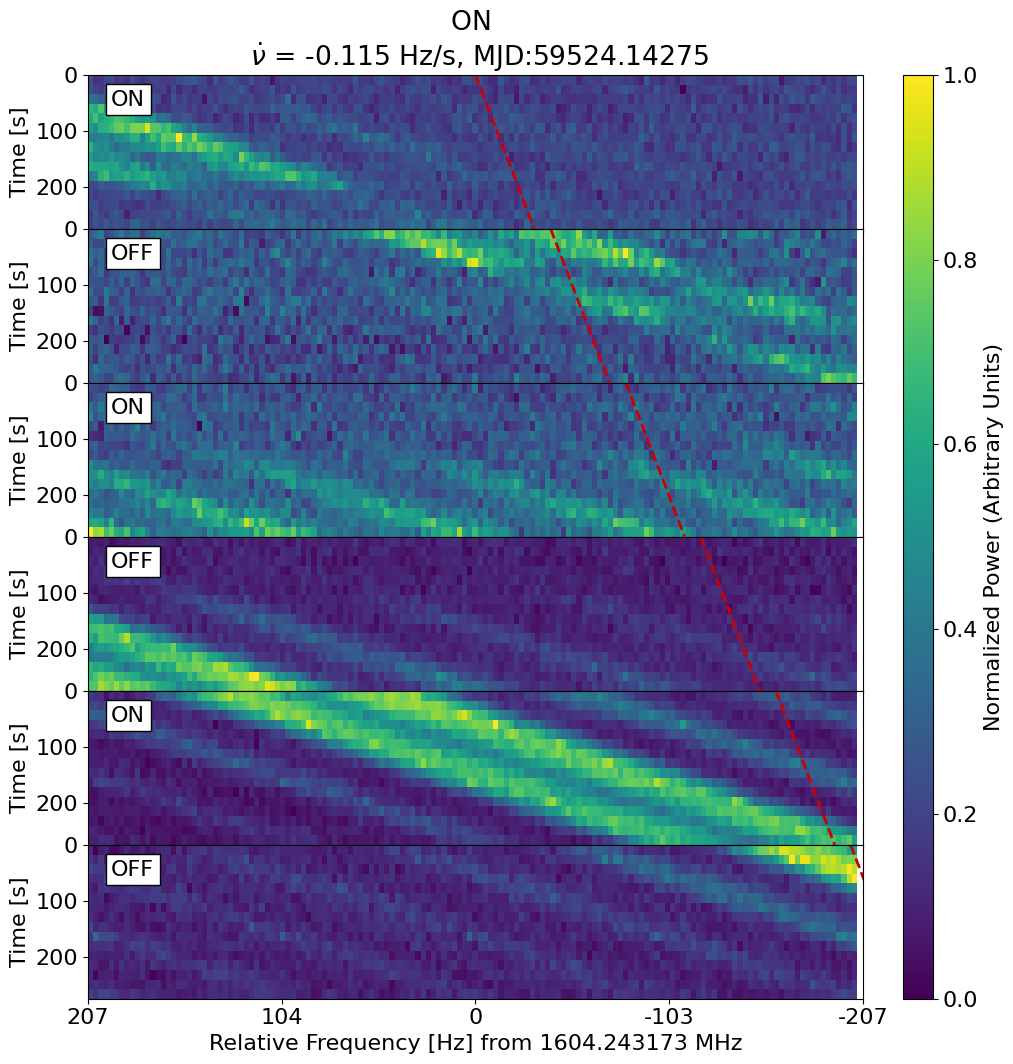 ON
ν̇ = -0.115 Hz/s, MJD:59524.14275
0
ON
100
200
Time [s]
0
OFF
100
200
Time [s]
0
ON
100
200
Time [s]
0
OFF
100
200
Time [s]
0
ON
100
200
Time [s]
0
OFF
100
200
Time [s]
207
104
0
-103
-207
Relative Frequency [Hz] from 1604.243173 MHz
1.0
0.8
0.6
0.4
0.2
0.0
Normalized Power (Arbitrary Units)